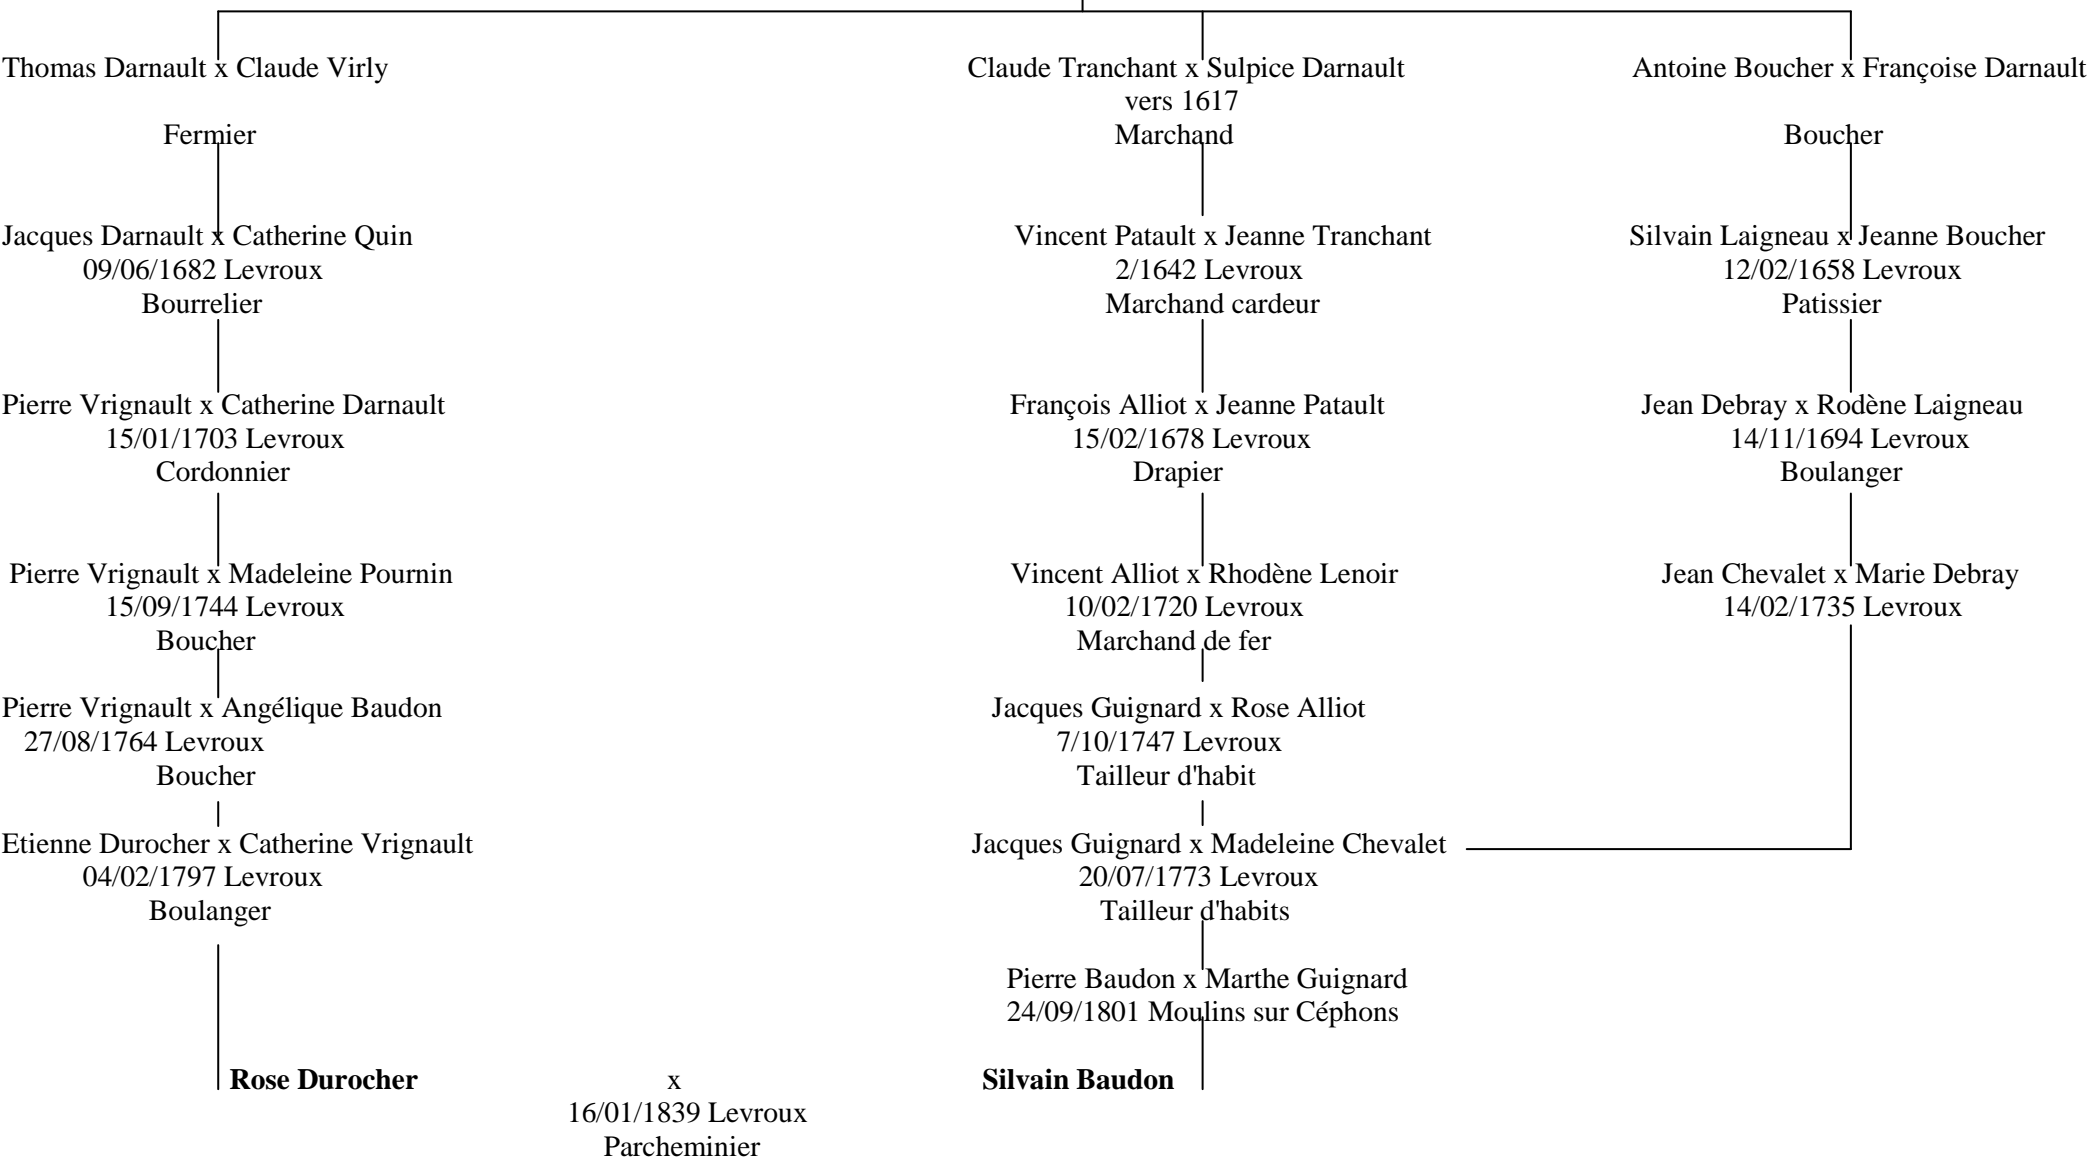 Thomas Darnault x Claude Virly
Fermier
Jacques Darnault x Catherine Quin
09/06/1682 Levroux
Bourrelier
Pierre Vrignault x Catherine Darnault
15/01/1703 Levroux
Cordonnier
Pierre Vrignault x Madeleine Pournin
15/09/1744 Levroux
Boucher
Pierre Vrignault x Angélique Baudon
27/08/1764 Levroux
Boucher
Etienne Durocher x Catherine Vrignault
04/02/1797 Levroux
Boulanger
Claude Tranchant x Sulpice Darnault
vers 1617
Marchand
Vincent Patault x Jeanne Tranchant
2/1642 Levroux
Marchand cardeur
François Alliot x Jeanne Patault
15/02/1678 Levroux
Drapier
Vincent Alliot x Rhodène Lenoir
10/02/1720 Levroux
Marchand de fer
Jacques Guignard x Rose Alliot
7/10/1747 Levroux
Tailleur d'habit
Jacques Guignard x Madeleine Chevalet
20/07/1773 Levroux
Tailleur d'habits
Pierre Baudon x Marthe Guignard
24/09/1801 Moulins sur Céphons
Antoine Boucher x Françoise Darnault
Boucher
Silvain Laigneau x Jeanne Boucher
12/02/1658 Levroux
Patissier
Jean Debray x Rodène Laigneau
14/11/1694 Levroux
Boulanger
Jean Chevalet x Marie Debray
14/02/1735 Levroux
Rose Durocher x Silvain Baudon
16/01/1839 Levroux
Parcheminier